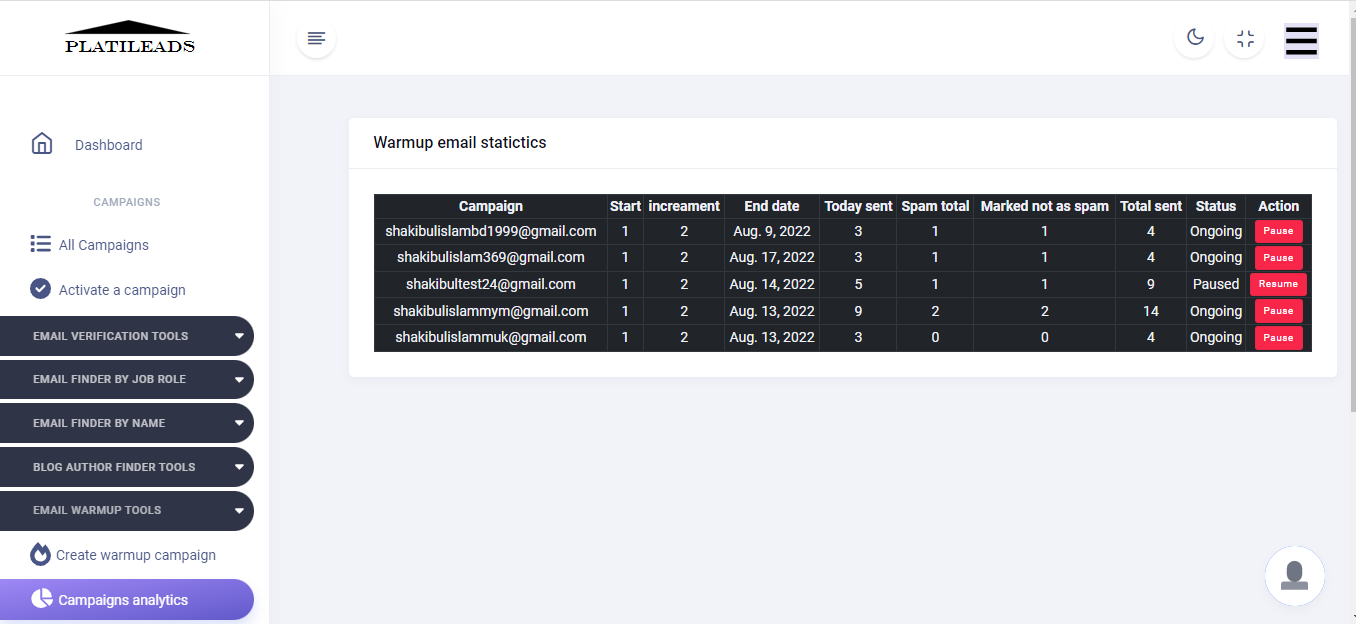 PLATILEADS
Dashboard
CAMPAIGNS
All Campaigns
Activate a campaign
EMAIL VERIFICATION TOOLS
EMAIL FINDER BY JOB ROLE
EMAIL FINDER BY NAME
BLOG AUTHOR FINDER TOOLS
EMAIL WARMUP TOOLS
Create warmup campaign
Campaigns analytics
Warmup email statictics
Campaign Start increament End date Today sent Spam total Marked not as spam Total sent Status Action
shakibulislambd1999@gmail.com 1 2 Aug. 9, 2022 3 1 1 4 Ongoing Pause
shakibulislam369@gmail.com 1 2 Aug. 17, 2022 3 1 1 4 Ongoing Pause
shakibultest24@gmail.com 1 2 Aug. 14, 2022 5 1 1 9 Paused Resume
shakibulislammym@gmail.com 1 2 Aug. 13, 2022 9 2 2 14 Ongoing Pause
shakibulislammuk@gmail.com 1 2 Aug. 13, 2022 3 0 0 4 Ongoing Pause